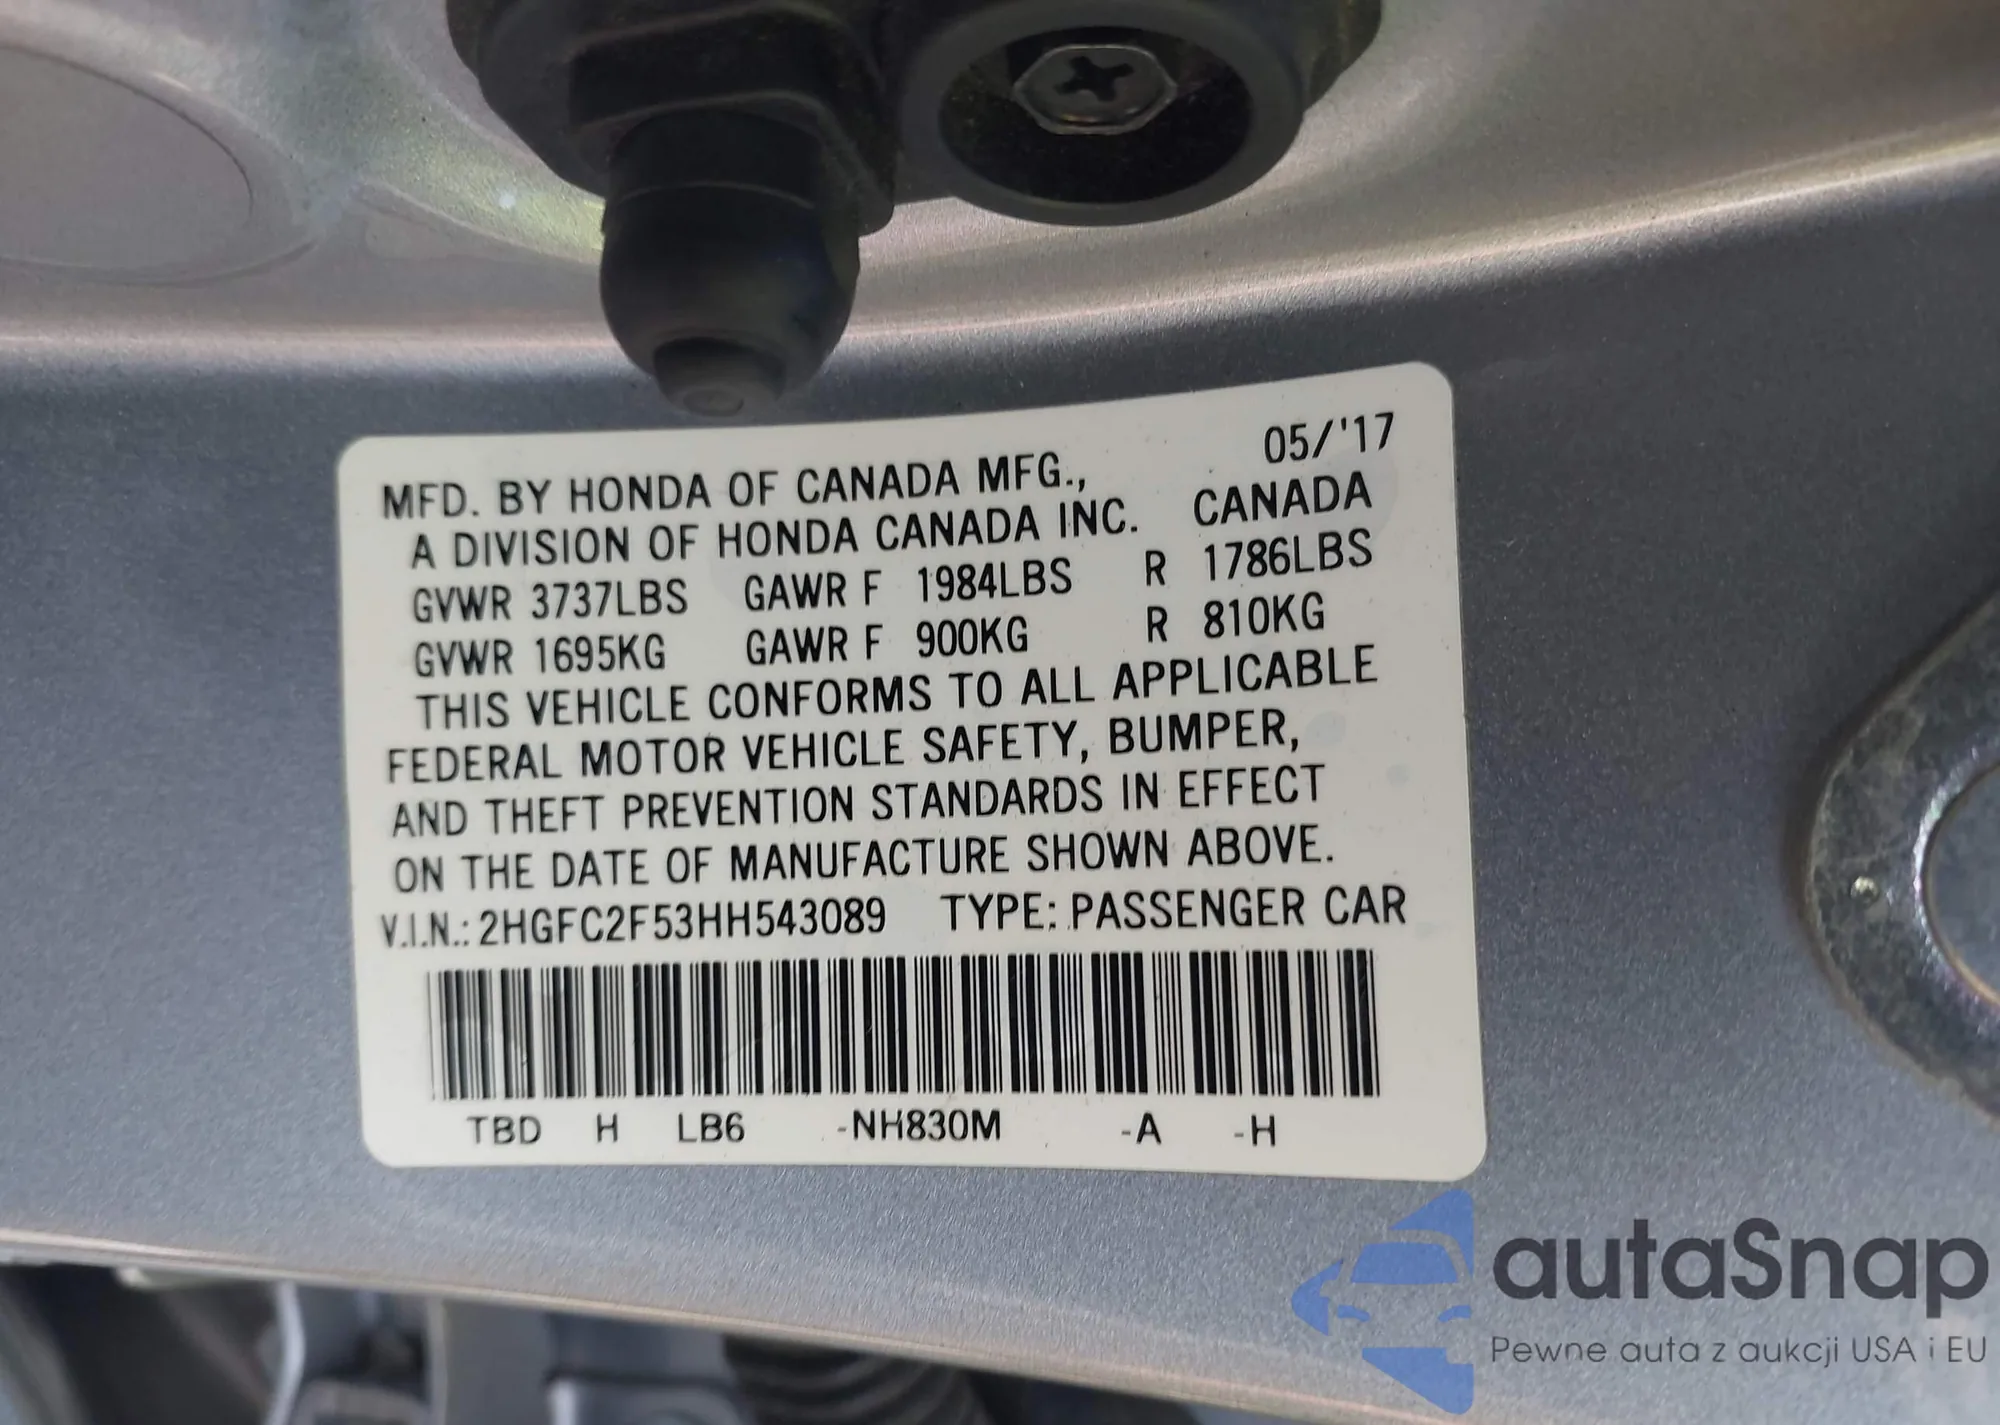 05/'17
MFD. BY HONDA OF CANADA MFG.,
A DIVISION OF HONDA CANADA INC. CANADA
GVWR 3737LBS GAWR F 1984LBS R 1786LBS
GVWR 1695KG GAWR F 900KG R 810KG
THIS VEHICLE CONFORMS TO ALL APPLICABLE
FEDERAL MOTOR VEHICLE SAFETY, BUMPER,
AND THEFT PREVENTION STANDARDS IN EFFECT
ON THE DATE OF MANUFACTURE SHOWN ABOVE.
V.I.N.: 2HGFC2F53HH543089 TYPE: PASSENGER CAR
TBD H LB6 -NH830M -A -H
autaSnap
Pewne auta z aukcji USA i EU